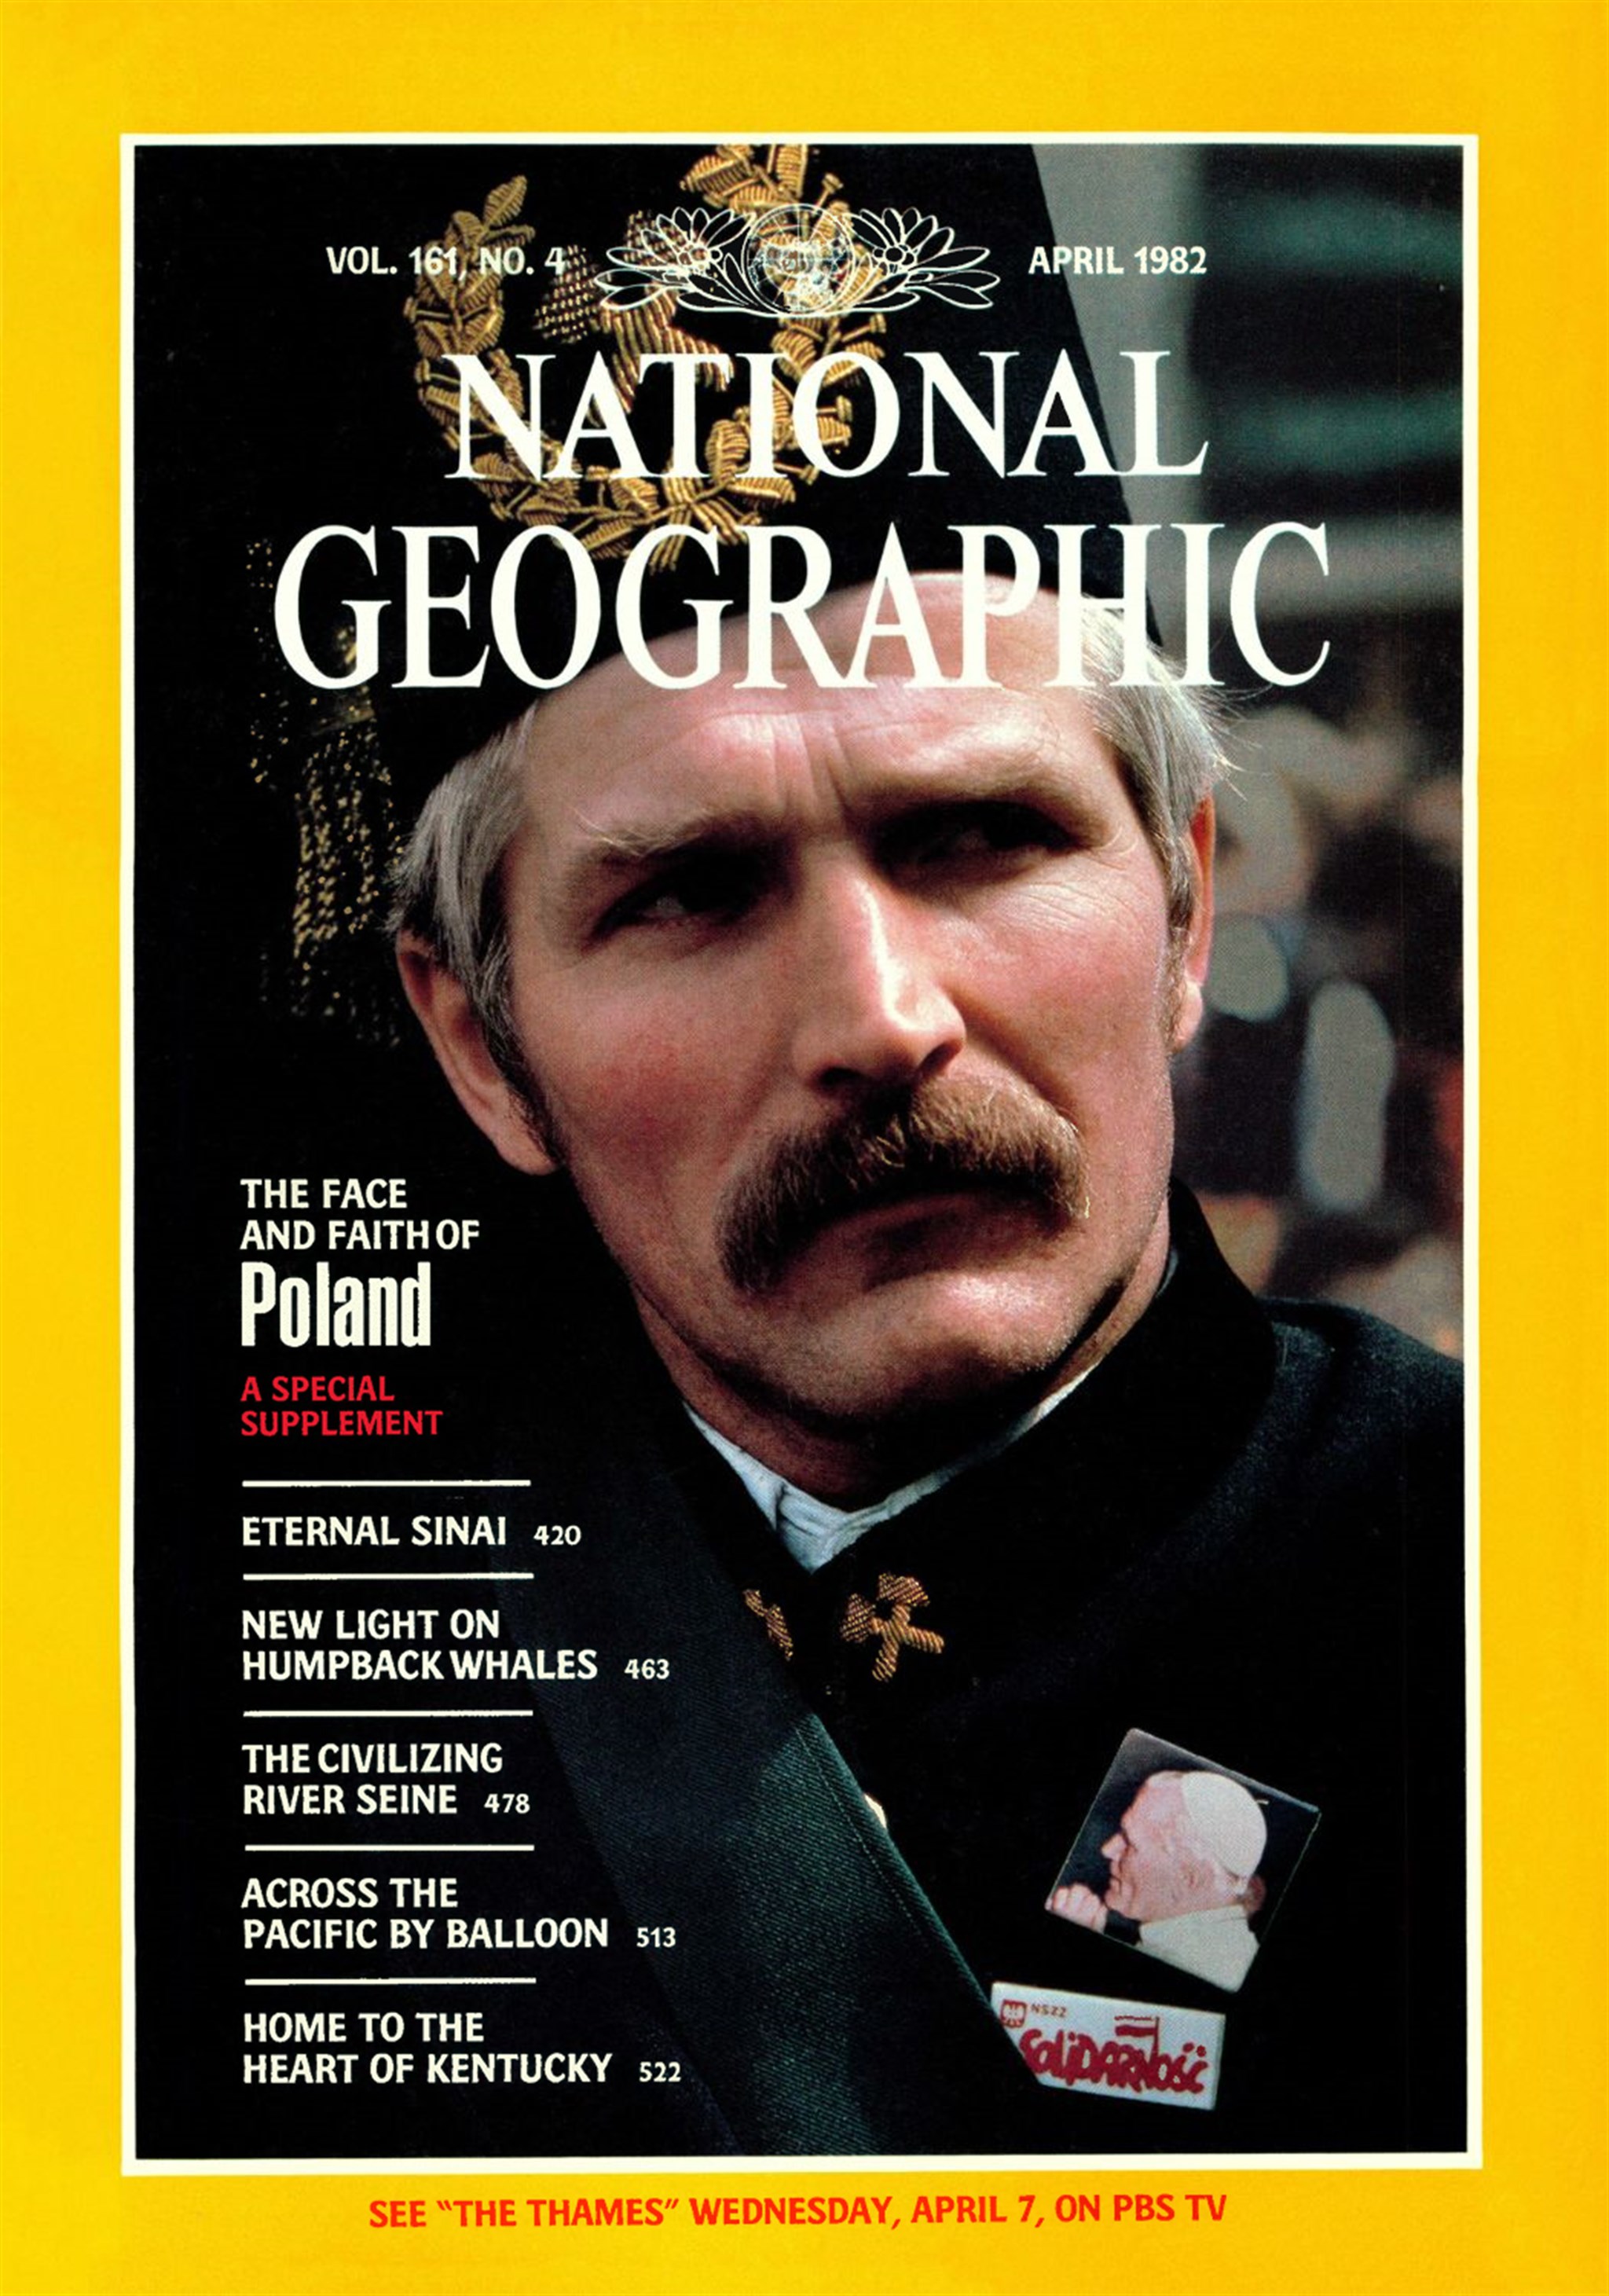 VOL. 161, NO. 4
APRIL 1982
NATIONAL
GEOGRAPHIC
THE FACE
AND FAITH OF
Poland
A SPECIAL
SUPPLEMENT
ETERNAL SINAI 420
NEW LIGHT ON
HUMPBACK WHALES 463
THE CIVILIZING
RIVER SEINE 478
ACROSS THE
PACIFIC BY BALLOON 513
HOME TO THE
HEART OF KENTUCKY 522
NSZZ
SOLIDARNOŚĆ
SEE "THE THAMES" WEDNESDAY, APRIL 7, ON PBS TV